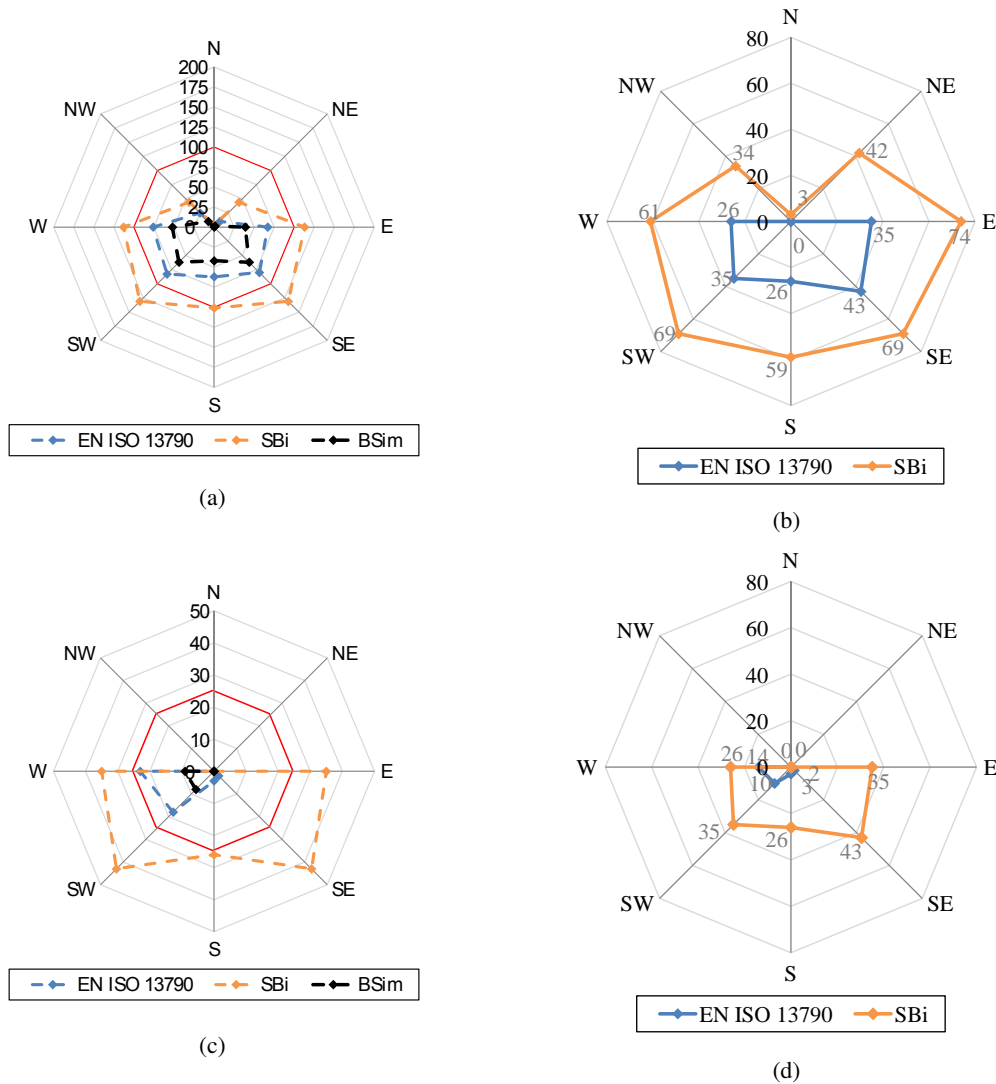 N
200
175
150
125
100
75
50
25
0
NW
NE
W
E
SW
SE
S
EN ISO 13790 SBi BSim
(a)
N
80
60
40
20
0
NW
NE
34
3
42
W
61
26
35
74
E
0
35
26
43
69
59
69
SW
SE
S
EN ISO 13790 SBi
(b)
N
50
40
30
20
10
0
NW
NE
W
E
SW
SE
S
EN ISO 13790 SBi BSim
(c)
N
80
60
40
20
0
NW
NE
W
26
14
0
0
E
10
3
2
35
35
26
43
SW
SE
S
EN ISO 13790 SBi
(d)